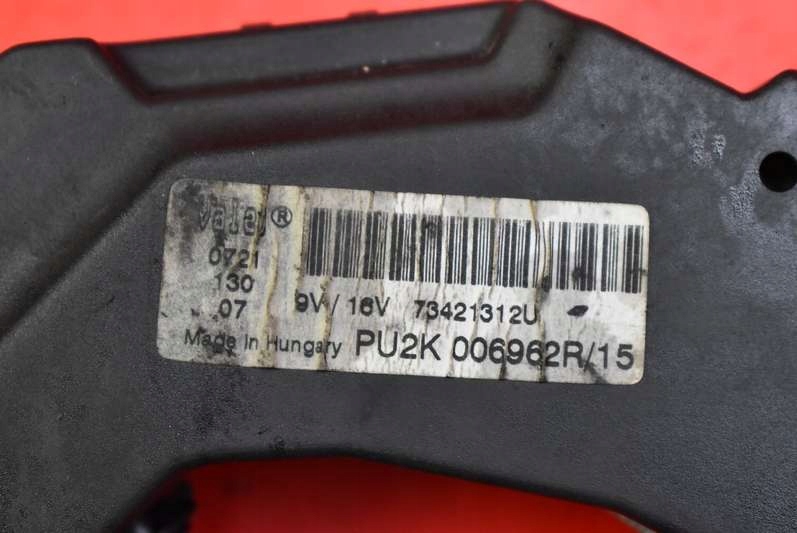 Valeo®
0721
130
07
9V / 16V 73421312U
Made in Hungary PU2K 006962R/15